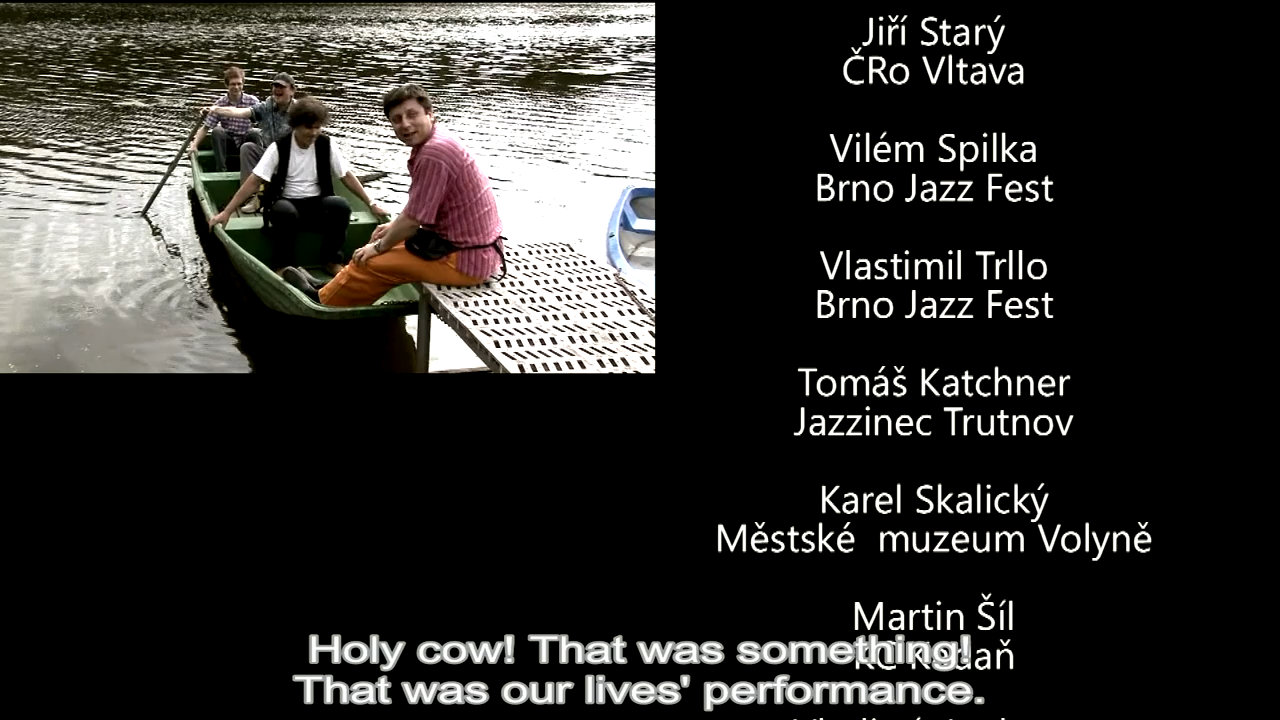 Jiří Starý
ČRo Vltava
Vilém Spilka
Brno Jazz Fest
Vlastimil Trllo
Brno Jazz Fest
Tomáš Katchner
Jazzinec Trutnov
Karel Skalický
Městské muzeum Volyně
Martin Šíl
Holy cow! That was something!
That was our lives' performance.